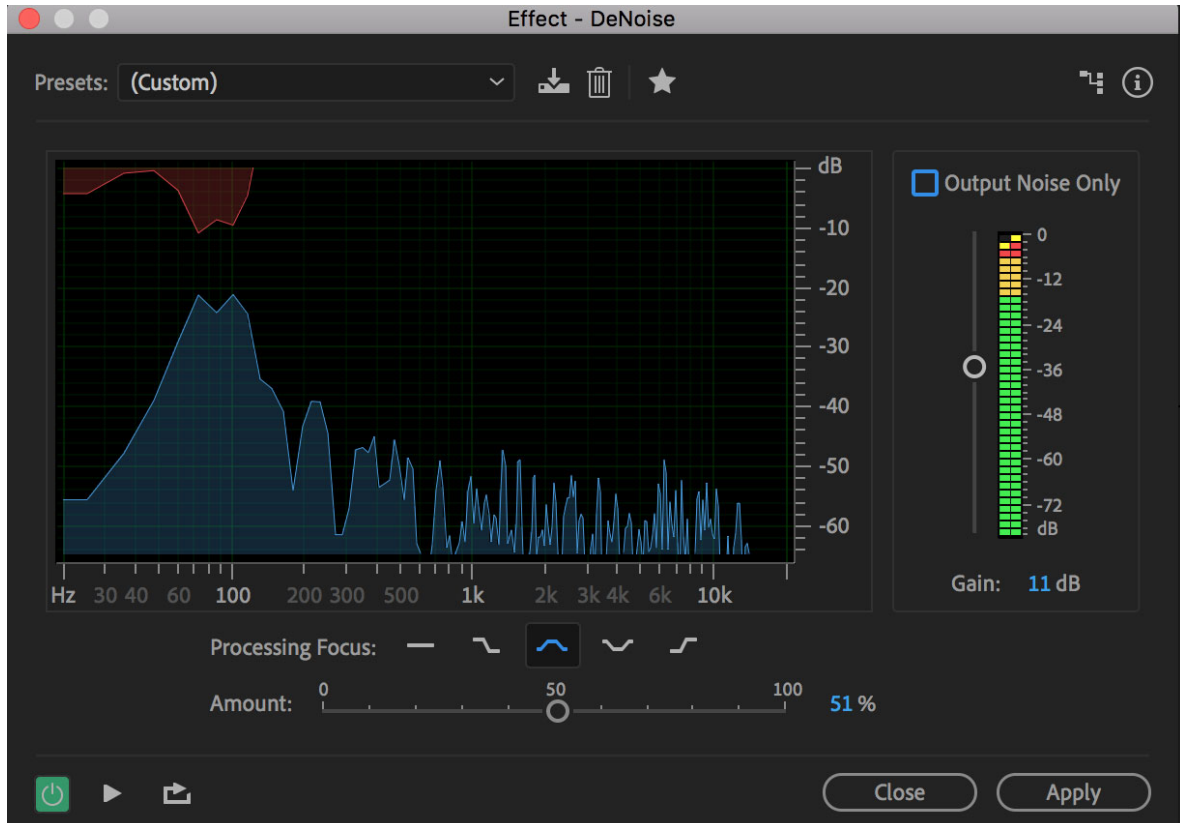 Effect - DeNoise
Presets: (Custom)
dB
-10
-20
-30
-40
-50
-60
Hz 30 40 60 100 200 300 500 1k 2k 3k 4k 6k 10k
Output Noise Only
0
-12
-24
-36
-48
-60
-72
dB
Gain: 11 dB
Processing Focus:
Amount: 0 50 100 51 %
Close Apply